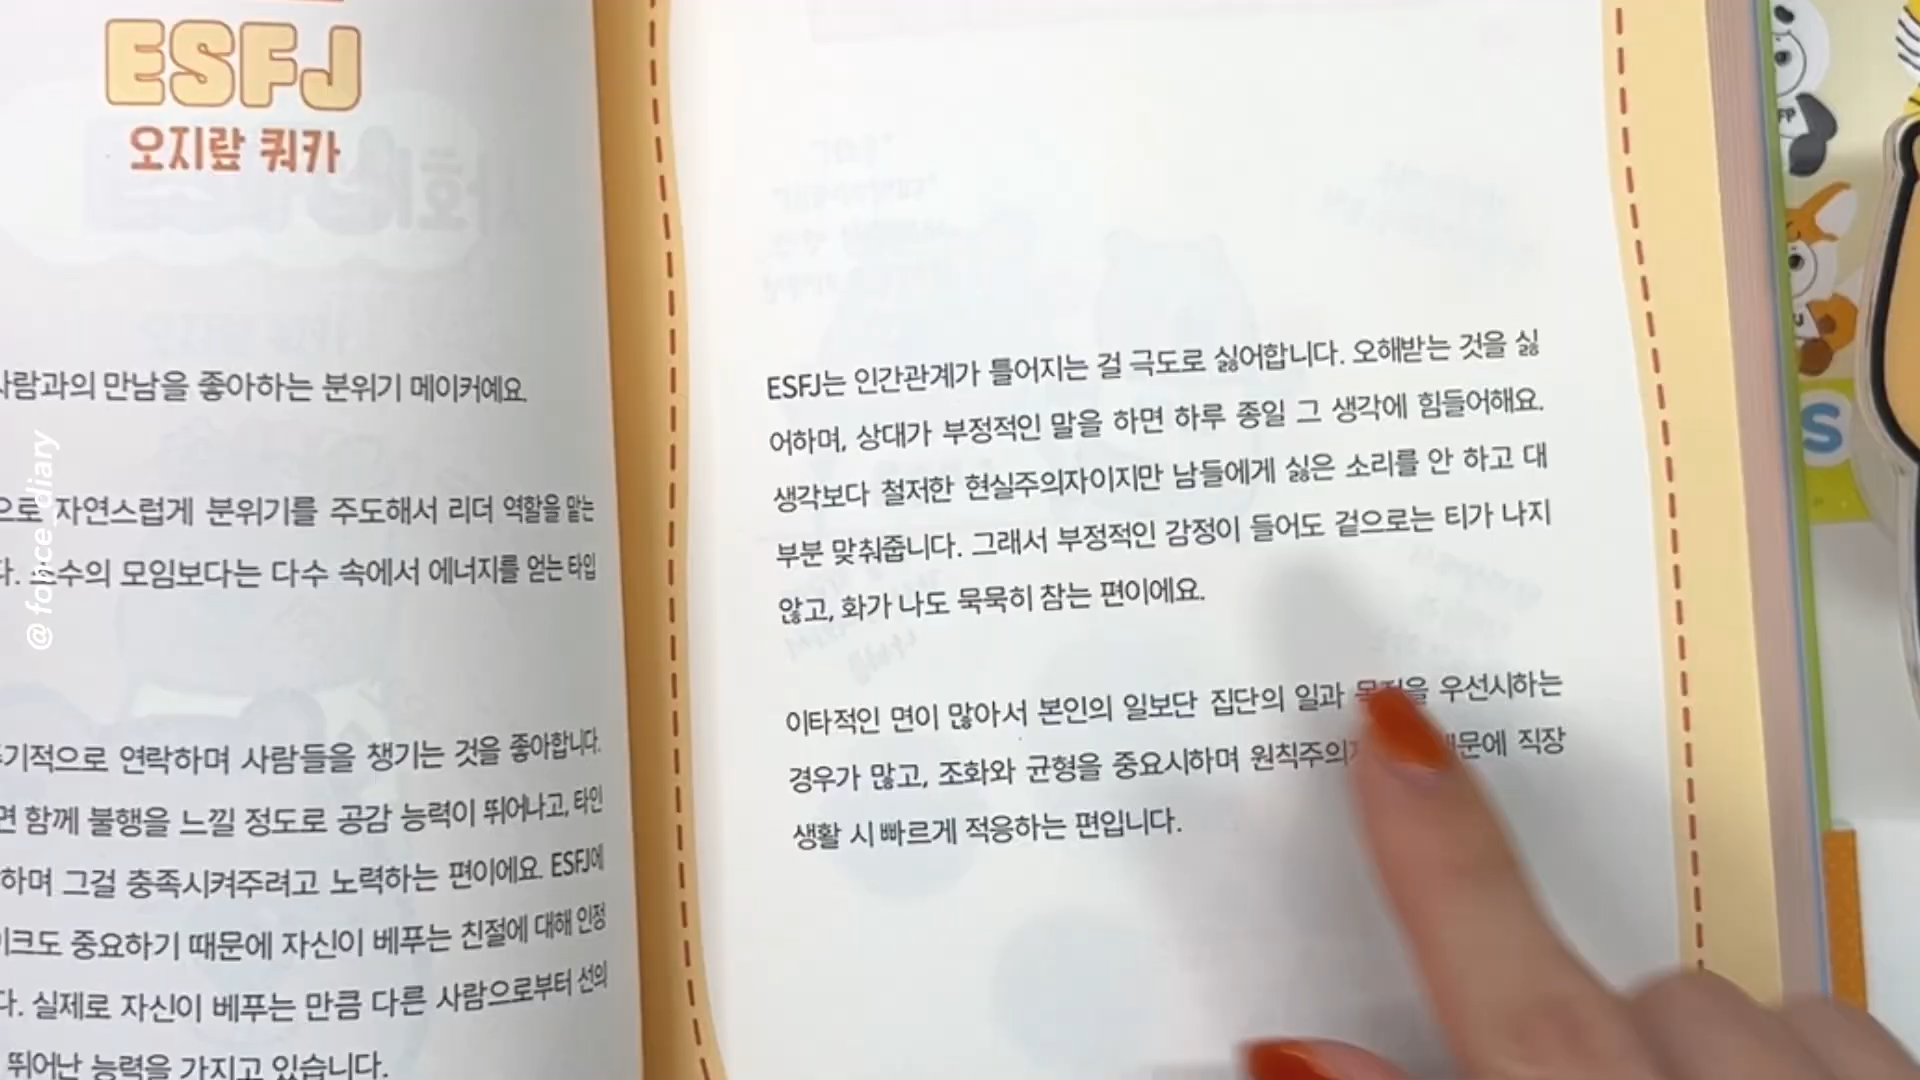 ESFJ
오지랖 쿼카
사람과의 만남을 좋아하는 분위기 메이커예요.
으로 자연스럽게 분위기를 주도해서 리더 역할을 맡는
다. 소수의 모임보다는 다수 속에서 에너지를 얻는 타입
주기적으로 연락하며 사람들을 챙기는 것을 좋아합니다.
면 함께 불행을 느낄 정도로 공감 능력이 뛰어나고, 타인
하며 그걸 충족시켜주려고 노력하는 편이에요. ESFJ에
이크도 중요하기 때문에 자신이 베푸는 친절에 대해 인정
다. 실제로 자신이 베푸는 만큼 다른 사람으로부터 선의
뛰어난 능력을 가지고 있습니다.
@ fonce_diary
ESFJ는 인간관계가 틀어지는 걸 극도로 싫어합니다. 오해받는 것을 싫
어하며, 상대가 부정적인 말을 하면 하루 종일 그 생각에 힘들어해요.
생각보다 철저한 현실주의자이지만 남들에게 싫은 소리를 안 하고 대
부분 맞춰줍니다. 그래서 부정적인 감정이 들어도 겉으로는 티가 나지
않고, 화가 나도 묵묵히 참는 편이에요.
이타적인 면이 많아서 본인의 일보단 집단의 일과 을 우선시하는
경우가 많고, 조화와 균형을 중요시하며 원칙주의 때문에 직장
생활 시 빠르게 적응하는 편입니다.
S